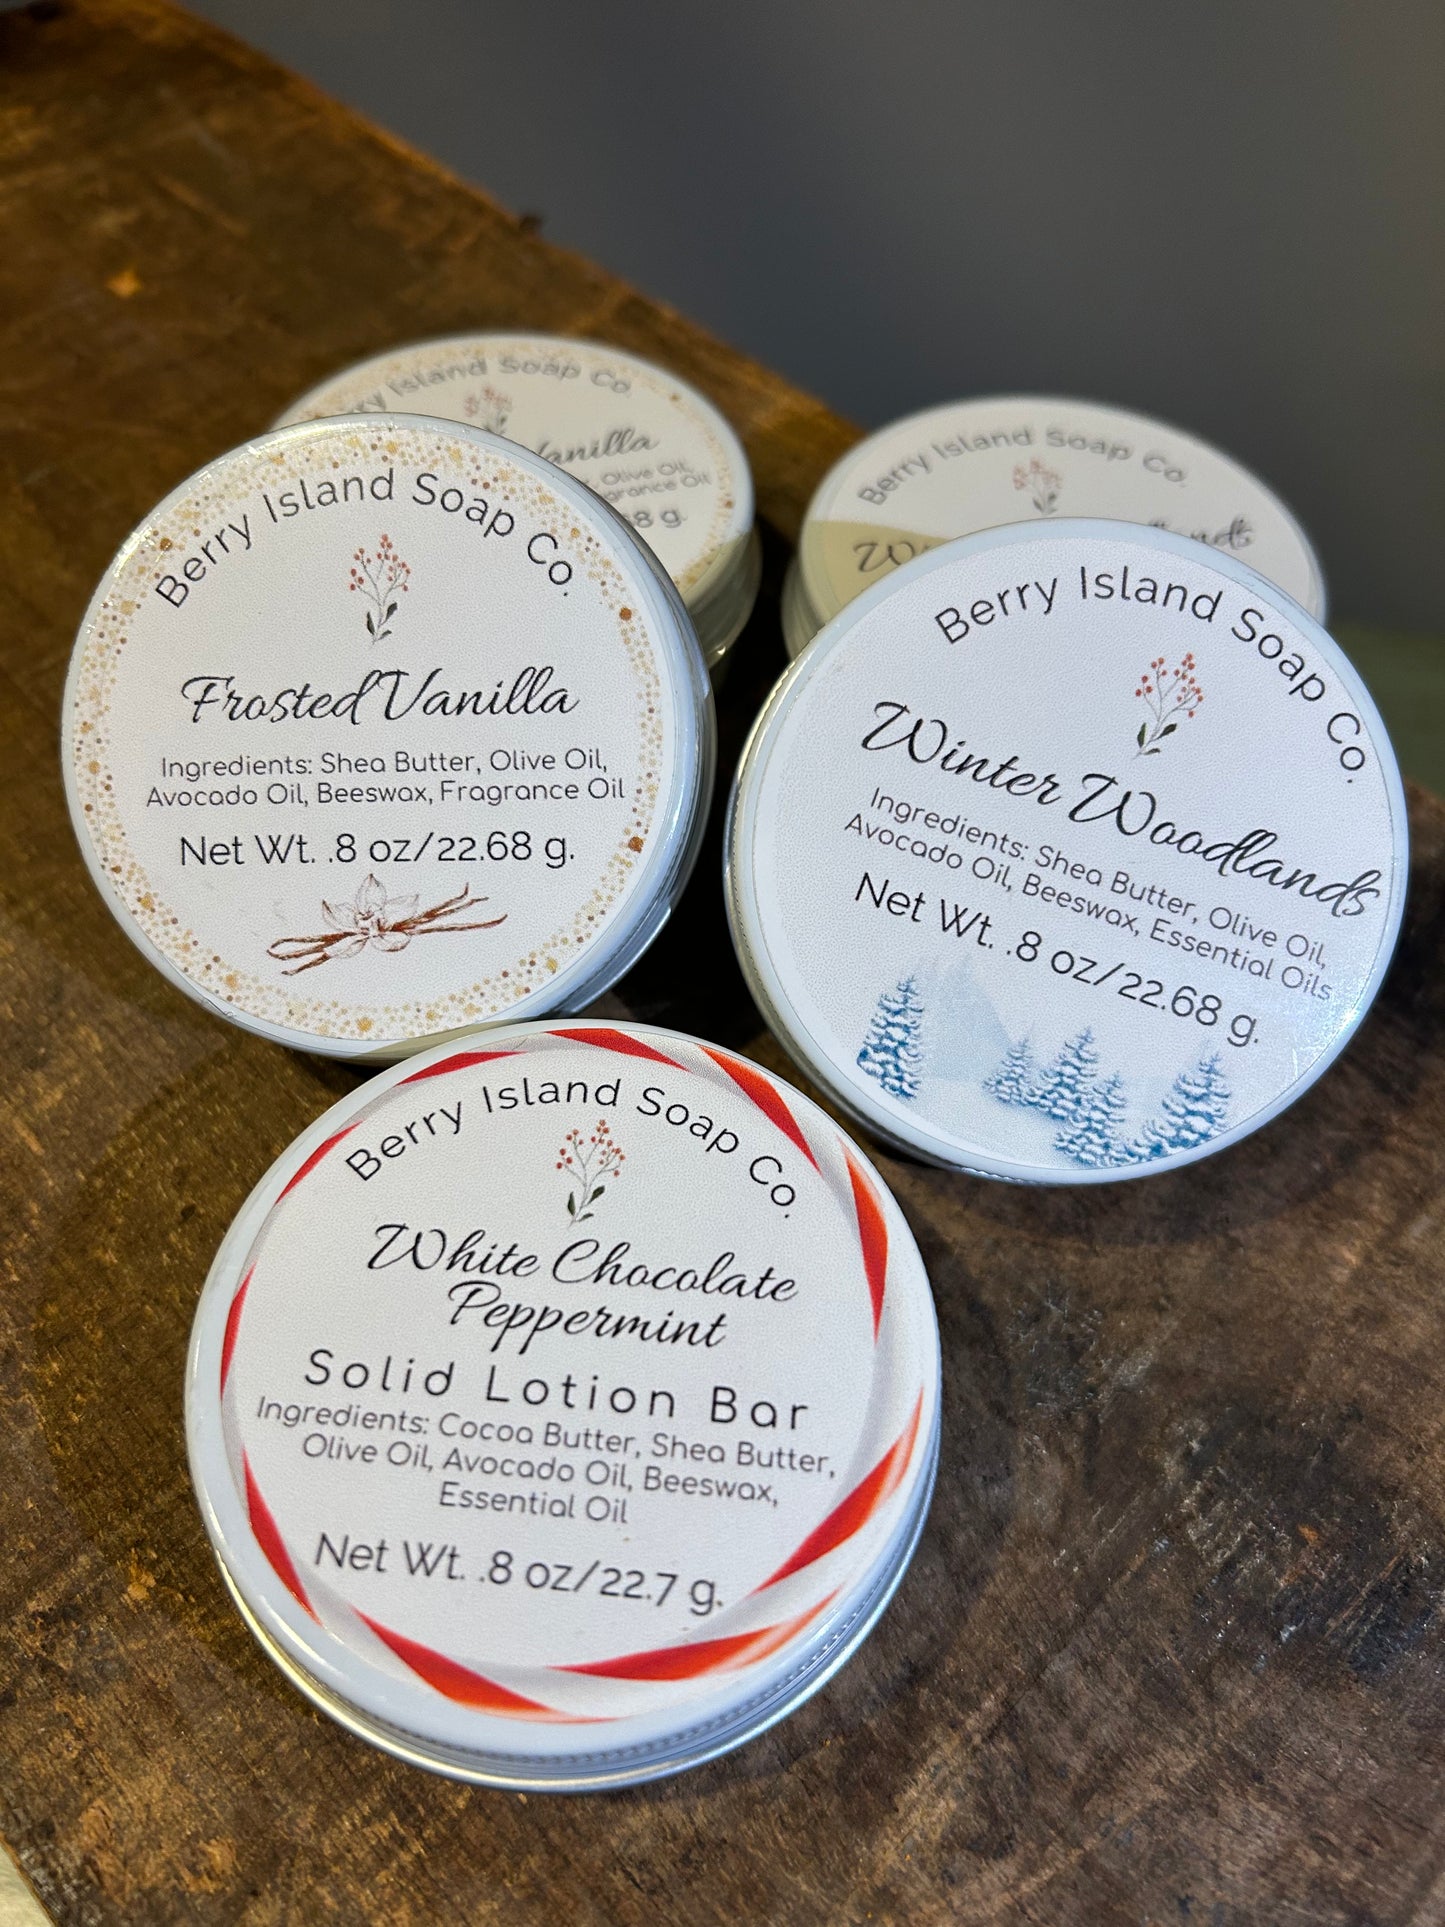 Island Soap Co.
Vanilla
Olive Oil,
Berry Island Soap Co.
Berry Island Soap Co.
Frosted Vanilla
Ingredients: Shea Butter, Olive Oil,
Avocado Oil, Beeswax, Fragrance Oil
Net Wt. .8 oz/22.68 g.
Berry Island Soap Co.
Winter Woodlands
Ingredients: Shea Butter, Olive Oil,
Avocado Oil, Beeswax, Essential Oils
Net Wt. .8 oz/22.68 g.
Berry Island Soap Co.
White Chocolate
Peppermint
Solid Lotion Bar
Ingredients: Cocoa Butter, Shea Butter,
Olive Oil, Avocado Oil, Beeswax,
Essential Oil
Net Wt. .8 oz/22.7 g.